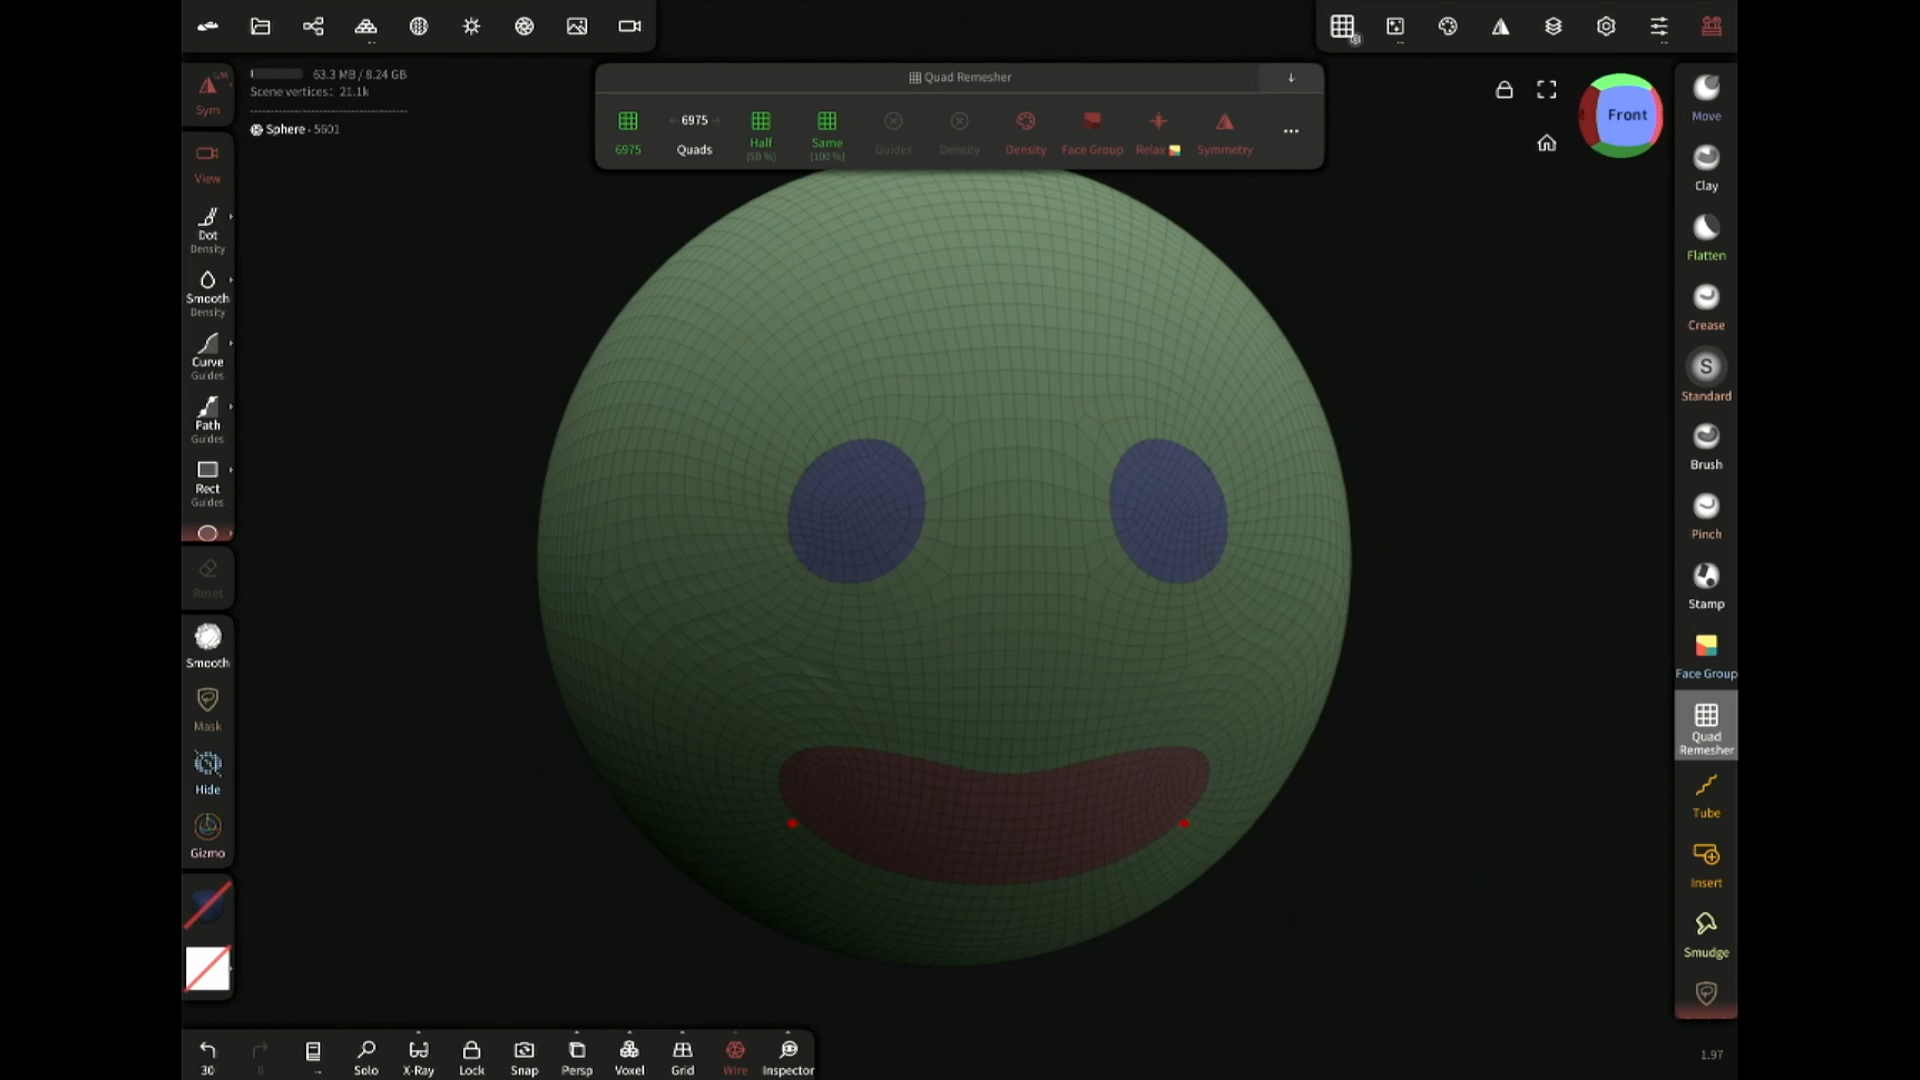 63.3 MB / 8.24 GB
Scene vertices: 21.1k
Sphere - 5601
Quad Remesher
↓
6975
← 6975 →
Quads
Half
(50 %)
Same
(100 %)
Guides
Density
Density
Face Group
Relax
Symmetry
...
Front
Sym
View
Dot
Density
Smooth
Density
Curve
Guides
Path
Guides
Rect
Guides
Reset
Smooth
Mask
Hide
Gizmo
Move
Clay
Flatten
Crease
S
Standard
Brush
Pinch
Stamp
Face Group
Quad
Remesher
Tube
Insert
Smudge
30
0
Solo
X-Ray
Lock
Snap
Persp
Voxel
Grid
Wire
Inspector
1.97